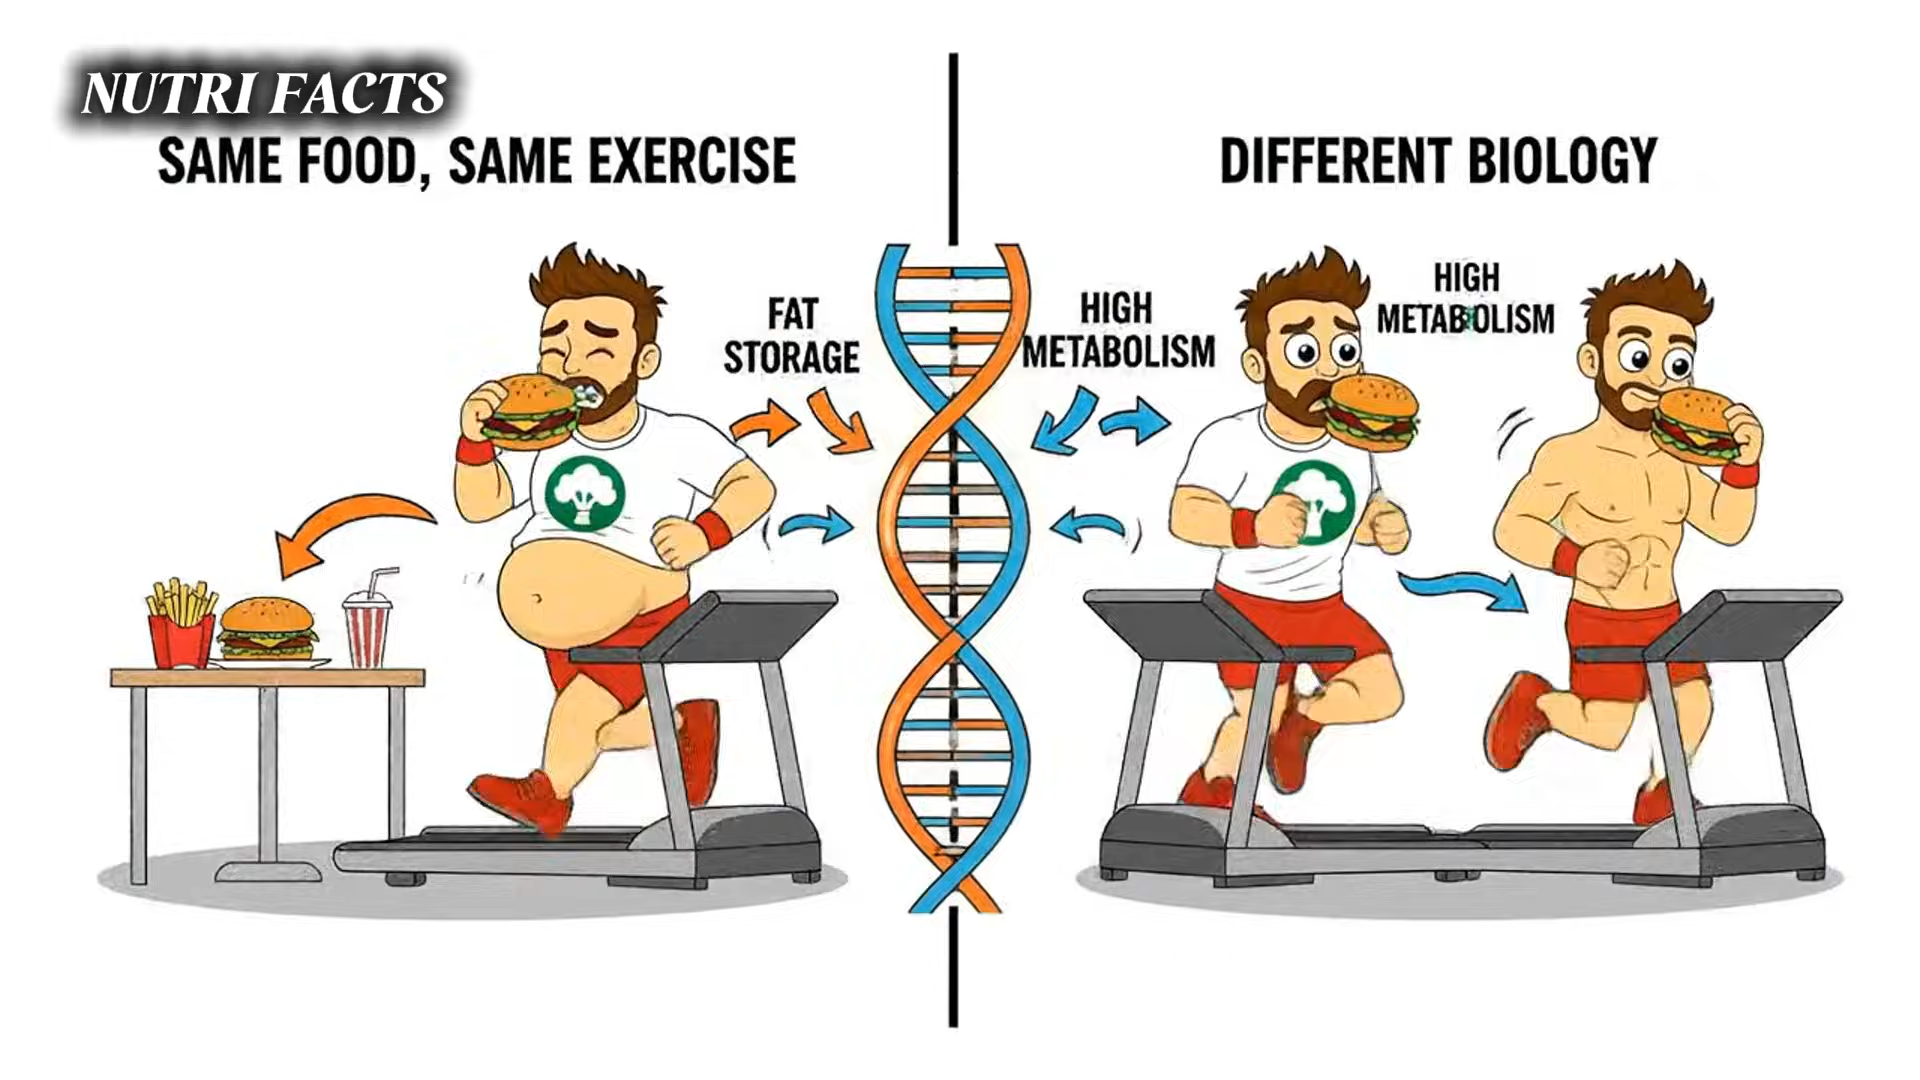 NUTRI FACTS
SAME FOOD, SAME EXERCISE
DIFFERENT BIOLOGY
FAT
STORAGE
HIGH
METABOLISM
HIGH
METABOLISM